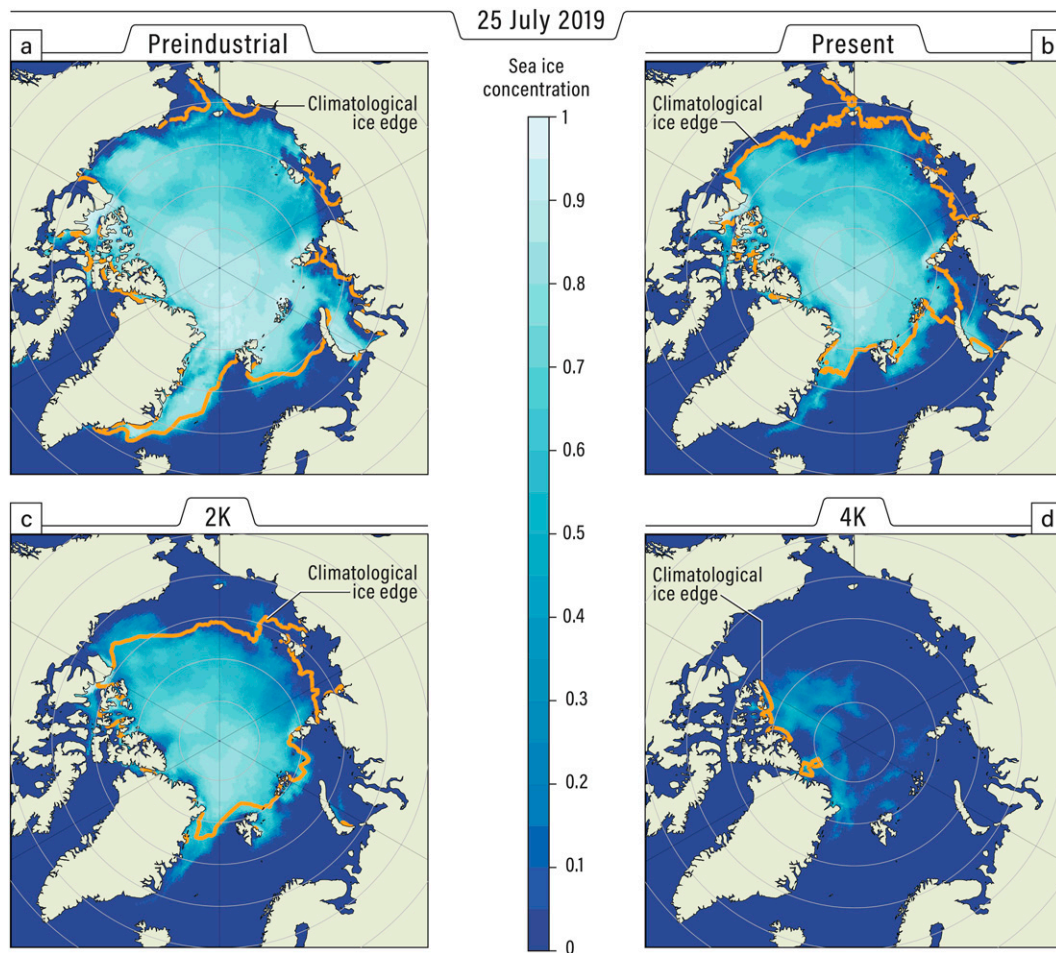 25 July 2019
a
Preindustrial
Climatological
ice edge
Sea ice
concentration
1
0.9
0.8
0.7
0.6
0.5
0.4
0.3
0.2
0.1
0
Present
b
Climatological
ice edge
c
2K
Climatological
ice edge
4K
d
Climatological
ice edge